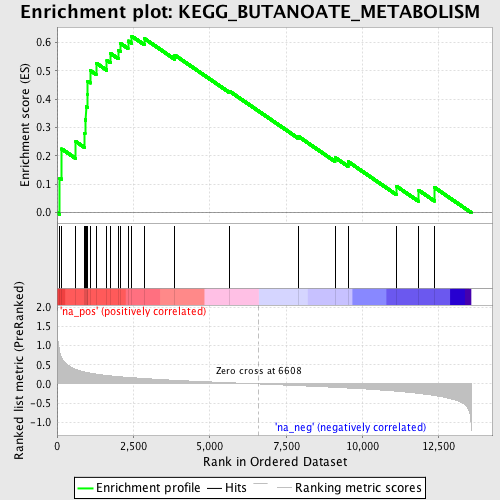 Enrichment plot: KEGG_BUTANOATE_METABOLISM
Enrichment score (ES)
0.6
0.5
0.4
0.3
0.2
0.1
0.0
'na_pos' (positively correlated)
Ranked list metric (PreRanked)
2.0
1.5
1.0
0.5
0.0
-0.5
-1.0
Zero cross at 6608
'na_neg' (negatively correlated)
0 2,500 5,000 7,500 10,000 12,500
Rank in Ordered Dataset
Enrichment profile Hits Ranking metric scores